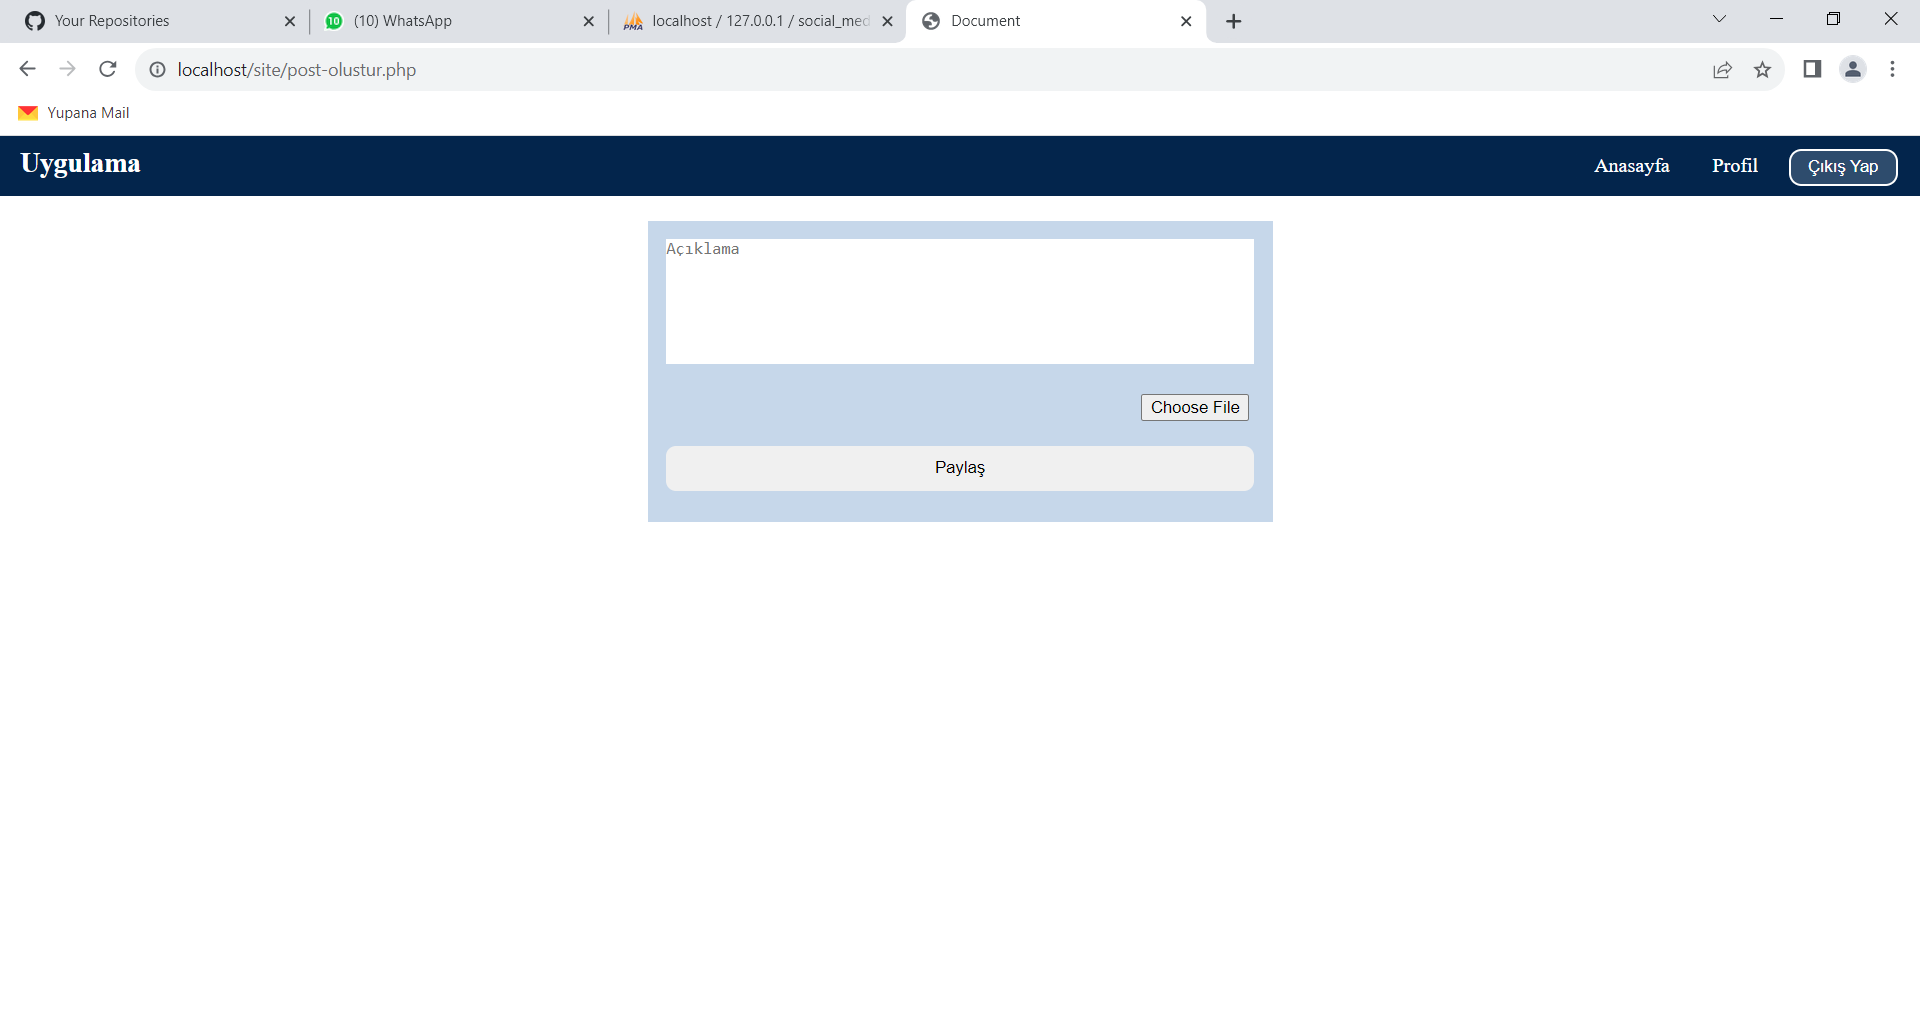 Your Repositories
10
(10) WhatsApp
PMA
localhost / 127.0.0.1 / social_med
Document
localhost/site/post-olustur.php
Yupana Mail
Uygulama
Anasayfa
Profil
Çıkış Yap
Açıklama
Choose File
Paylaş